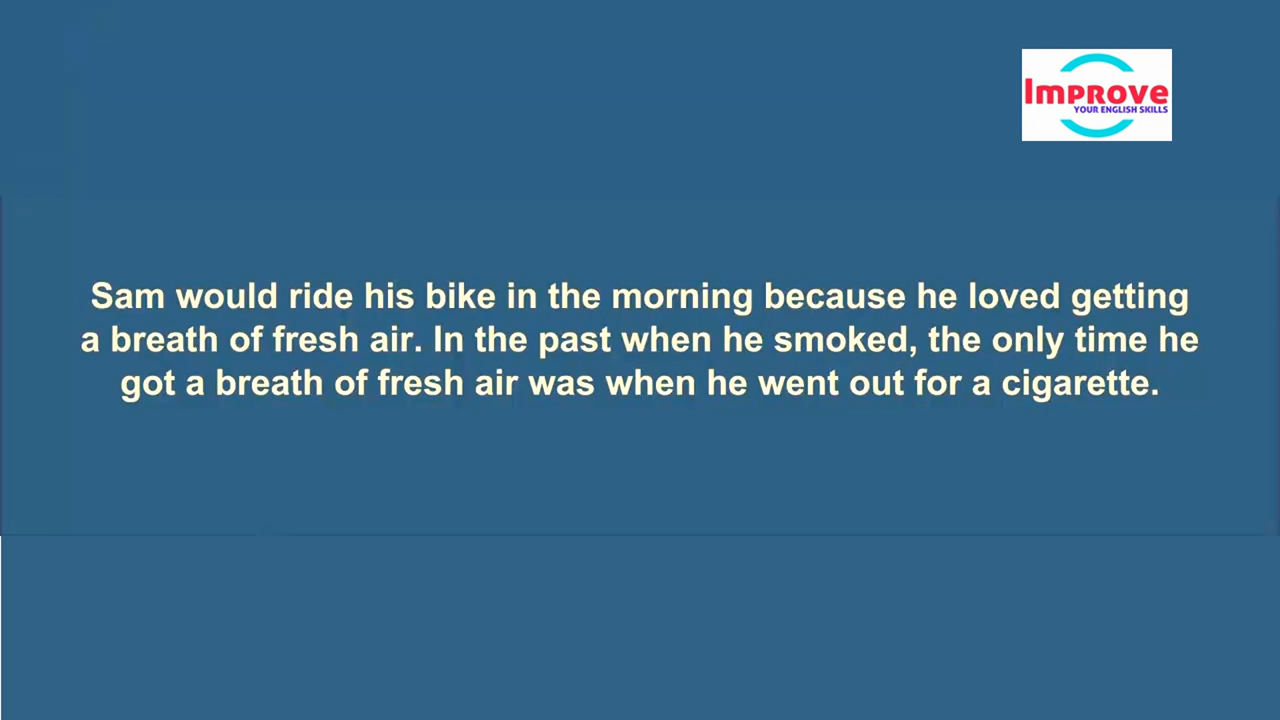 Improve
YOUR ENGLISH SKILLS
Sam would ride his bike in the morning because he loved getting
a breath of fresh air. In the past when he smoked, the only time he
got a breath of fresh air was when he went out for a cigarette.